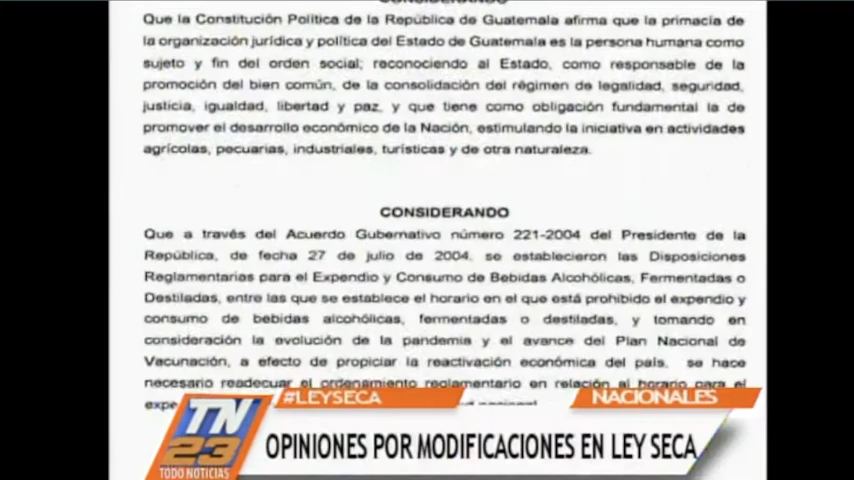 CONSIDERANDO
Que la Constitución Política de la República de Guatemala afirma que la primacía de
la organización jurídica y política del Estado de Guatemala es la persona humana como
sujeto y fin del orden social; reconociendo al Estado, como responsable de la
promoción del bien común, de la consolidación del régimen de legalidad, seguridad,
justicia, igualdad, libertad y paz, y que tiene como obligación fundamental la de
promover el desarrollo económico de la Nación, estimulando la iniciativa en actividades
agrícolas, pecuarias, industriales, turísticas y de otra naturaleza.
CONSIDERANDO
Que a través del Acuerdo Gubernativo número 221-2004 del Presidente de la
República, de fecha 27 de julio de 2004, se establecieron las Disposiciones
Reglamentarias para el Expendio y Consumo de Bebidas Alcohólicas, Fermentadas o
Destiladas, entre las que se establece el horario en el que está prohibido el expendio y
consumo de bebidas alcohólicas, fermentadas o destiladas, y tomando en
consideración la evolución de la pandemia y el avance del Plan Nacional de
Vacunación, a efecto de propiciar la reactivación económica del país, se hace
necesario readecuar el ordenamiento reglamentario en relación al horario para el
expe nacional.
#LEYSECA
NACIONALES
TN
23
TODO NOTICIAS
OPINIONES POR MODIFICACIONES EN LEY SECA